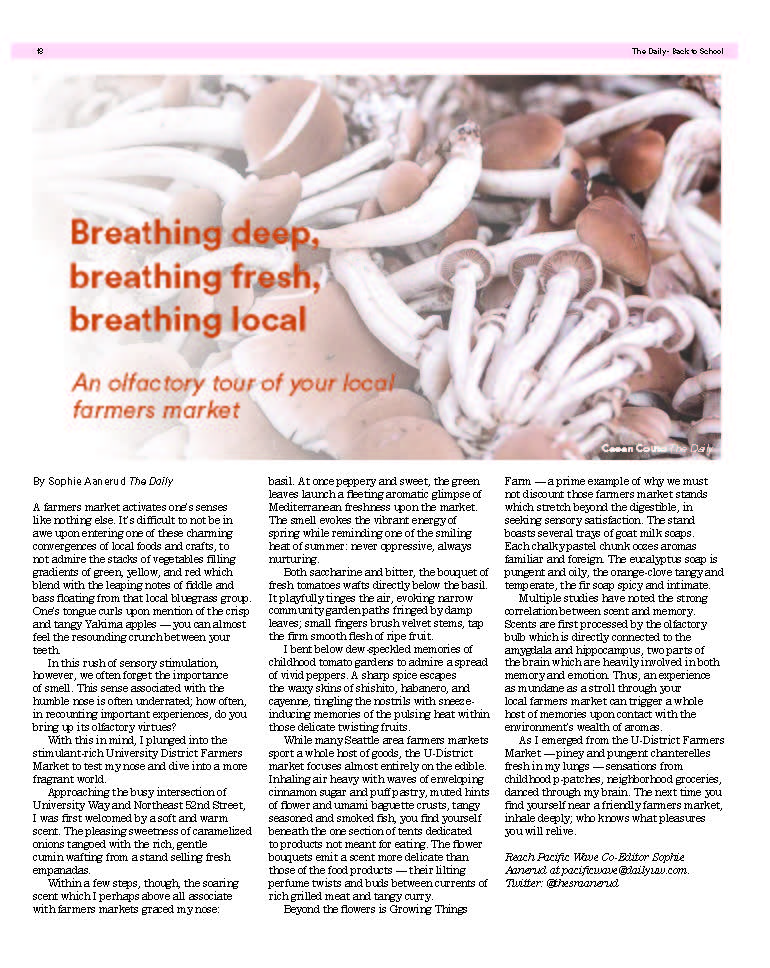 18
The Daily - Back to School
Breathing deep,
breathing fresh,
breathing local
An olfactory tour of your local
farmers market
The Daily
By Sophie Aanerud The Daily
A farmers market activates one's senses
like nothing else. It's difficult to not be in
awe upon entering one of these charming
convergences of local foods and crafts, to
not admire the stacks of vegetables filling
gradients of green, yellow, and red which
blend with the leaping notes of fiddle and
bass floating from that local bluegrass group.
One's tongue curls upon mention of the crisp
and tangy Yakima apples — you can almost
feel the resounding crunch between your
teeth.
In this rush of sensory stimulation,
however, we often forget the importance
of smell. This sense associated with the
humble nose is often underrated; how often,
in recounting important experiences, do you
bring up its olfactory virtues?
With this in mind, I plunged into the
stimulant-rich University District Farmers
Market to test my nose and dive into a more
fragrant world.
Approaching the busy intersection of
University Way and Northeast 52nd Street,
I was first welcomed by a soft and warm
scent. The pleasing sweetness of caramelized
onions tangoed with the rich, gentle
cumin wafting from a stand selling fresh
empanadas.
Within a few steps, though, the soaring
scent which I perhaps above all associate
with farmers markets graced my nose:
basil. At once peppery and sweet, the green
leaves launch a fleeting aromatic glimpse of
Mediterranean freshness upon the market.
The smell evokes the vibrant energy of
spring while reminding one of the smiling
heat of summer: never oppressive, always
nurturing.
Both saccharine and bitter, the bouquet of
fresh tomatoes wafts directly below the basil.
It playfully tinges the air, evoking narrow
community garden paths fringed by damp
leaves; small fingers brush velvet stems, tap
the firm smooth flesh of ripe fruit.
I bent below dew-speckled memories of
childhood tomato gardens to admire a spread
of vivid peppers. A sharp spice escapes
the waxy skins of shishito, habanero, and
cayenne, tingling the nostrils with sneeze-
inducing memories of the pulsing heat within
those delicate twisting fruits.
While many Seattle area farmers markets
sport a whole host of goods, the U-District
market focuses almost entirely on the edible.
Inhaling air heavy with waves of enveloping
cinnamon sugar and puff pastry, muted hints
of flower and umami baguette crusts, tangy
seasoned and smoked fish, you find yourself
beneath the one section of tents dedicated
to products not meant for eating. The flower
bouquets emit a scent more delicate than
those of the food products — their lilting
perfume twists and buds between currents of
rich grilled meat and tangy curry.
Beyond the flowers is Growing Things
Farm — a prime example of why we must
not discount those farmers market stands
which stretch beyond the digestible, in
seeking sensory satisfaction. The stand
boasts several trays of goat milk soaps.
Each chalky pastel chunk oozes aromas
familiar and foreign. The eucalyptus soap is
pungent and oily, the orange-clove tangy and
temperate, the fir soap spicy and intimate.
Multiple studies have noted the strong
correlation between scent and memory.
Scents are first processed by the olfactory
bulb which is directly connected to the
amygdala and hippocampus, two parts of
the brain which are heavily involved in both
memory and emotion. Thus, an experience
as mundane as a stroll through your
local farmers market can trigger a whole
host of memories upon contact with the
environment's wealth of aromas.
As I emerged from the U-District Farmers
Market — piney and pungent chanterelles
fresh in my lungs — sensations from
childhood p-patches, neighborhood groceries,
danced through my brain. The next time you
find yourself near a friendly farmers market,
inhale deeply; who knows what pleasures
you will relive.
Reach Pacific Wave Co-Editor Sophie
Aanerud at pacificwave@dailyuw.com.
Twitter: @thesraanerud